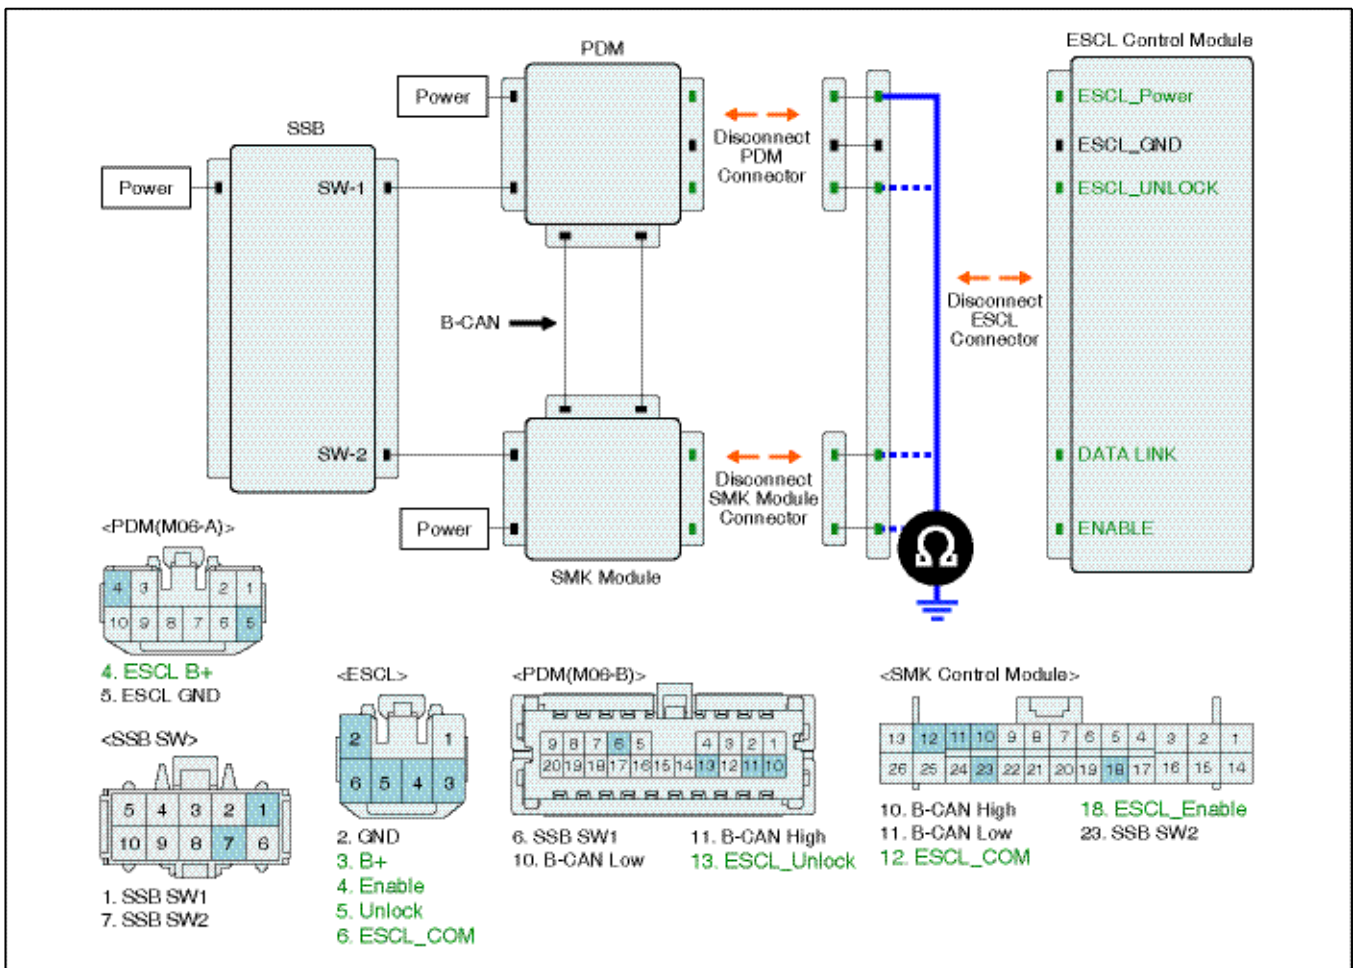 PDM
ESCL Control Module
Power
ESCL_Power
SSB
Disconnect
PDM
Connector
ESCL_GND
Power
SW-1
ESCL_UNLOCK
B-CAN
Disconnect
ESCL
Connector
SW-2
DATA LINK
Disconnect
SMK Module
Connector
Power
Ω
ENABLE
SMK Module
<PDM(M06-A)>
4 3 2 1
10 9 8 7 6 5
4. ESCL B+
5. ESCL GND
<SSB SW>
5 4 3 2 1
10 9 8 7 6
1. SSB SW1
7. SSB SW2
<ESCL>
2 1
6 5 4 3
2. GND
3. B+
4. Enable
5. Unlock
6. ESCL_COM
<PDM(M06-B)>
9 8 7 6 5 4 3 2 1
20 19 18 17 16 15 14 13 12 11 10
6. SSB SW1
10. B-CAN Low
11. B-CAN High
13. ESCL_Unlock
<SMK Control Module>
13 12 11 10 9 8 7 6 5 4 3 2 1
26 25 24 23 22 21 20 19 18 17 16 15 14
10. B-CAN High
11. B-CAN Low
12. ESCL_COM
18. ESCL_Enable
23. SSB SW2